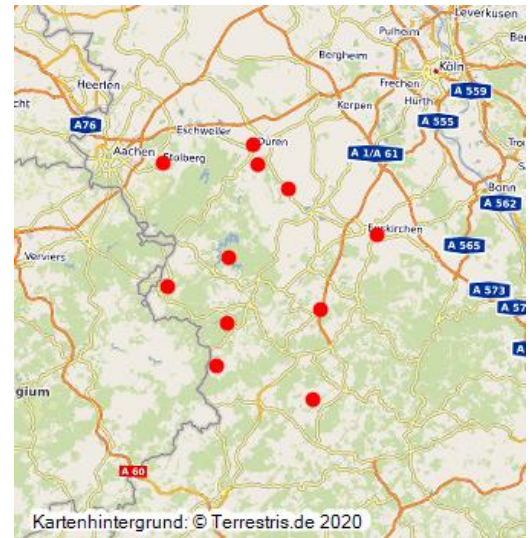 Leverkusen
Pulheim
Bergheim
Köln
Frechen
Heerlen
A 559
Hürth
Kerpen
A76
A 555
Eschweiler
Düren
Aachen
Stolberg
A 1/A 61
Bonn
A 562
Euskirchen
A 565
Verviers
A 573
A 57
A
gium
A 60
Kartenhintergrund: © Terrestris.de 2020